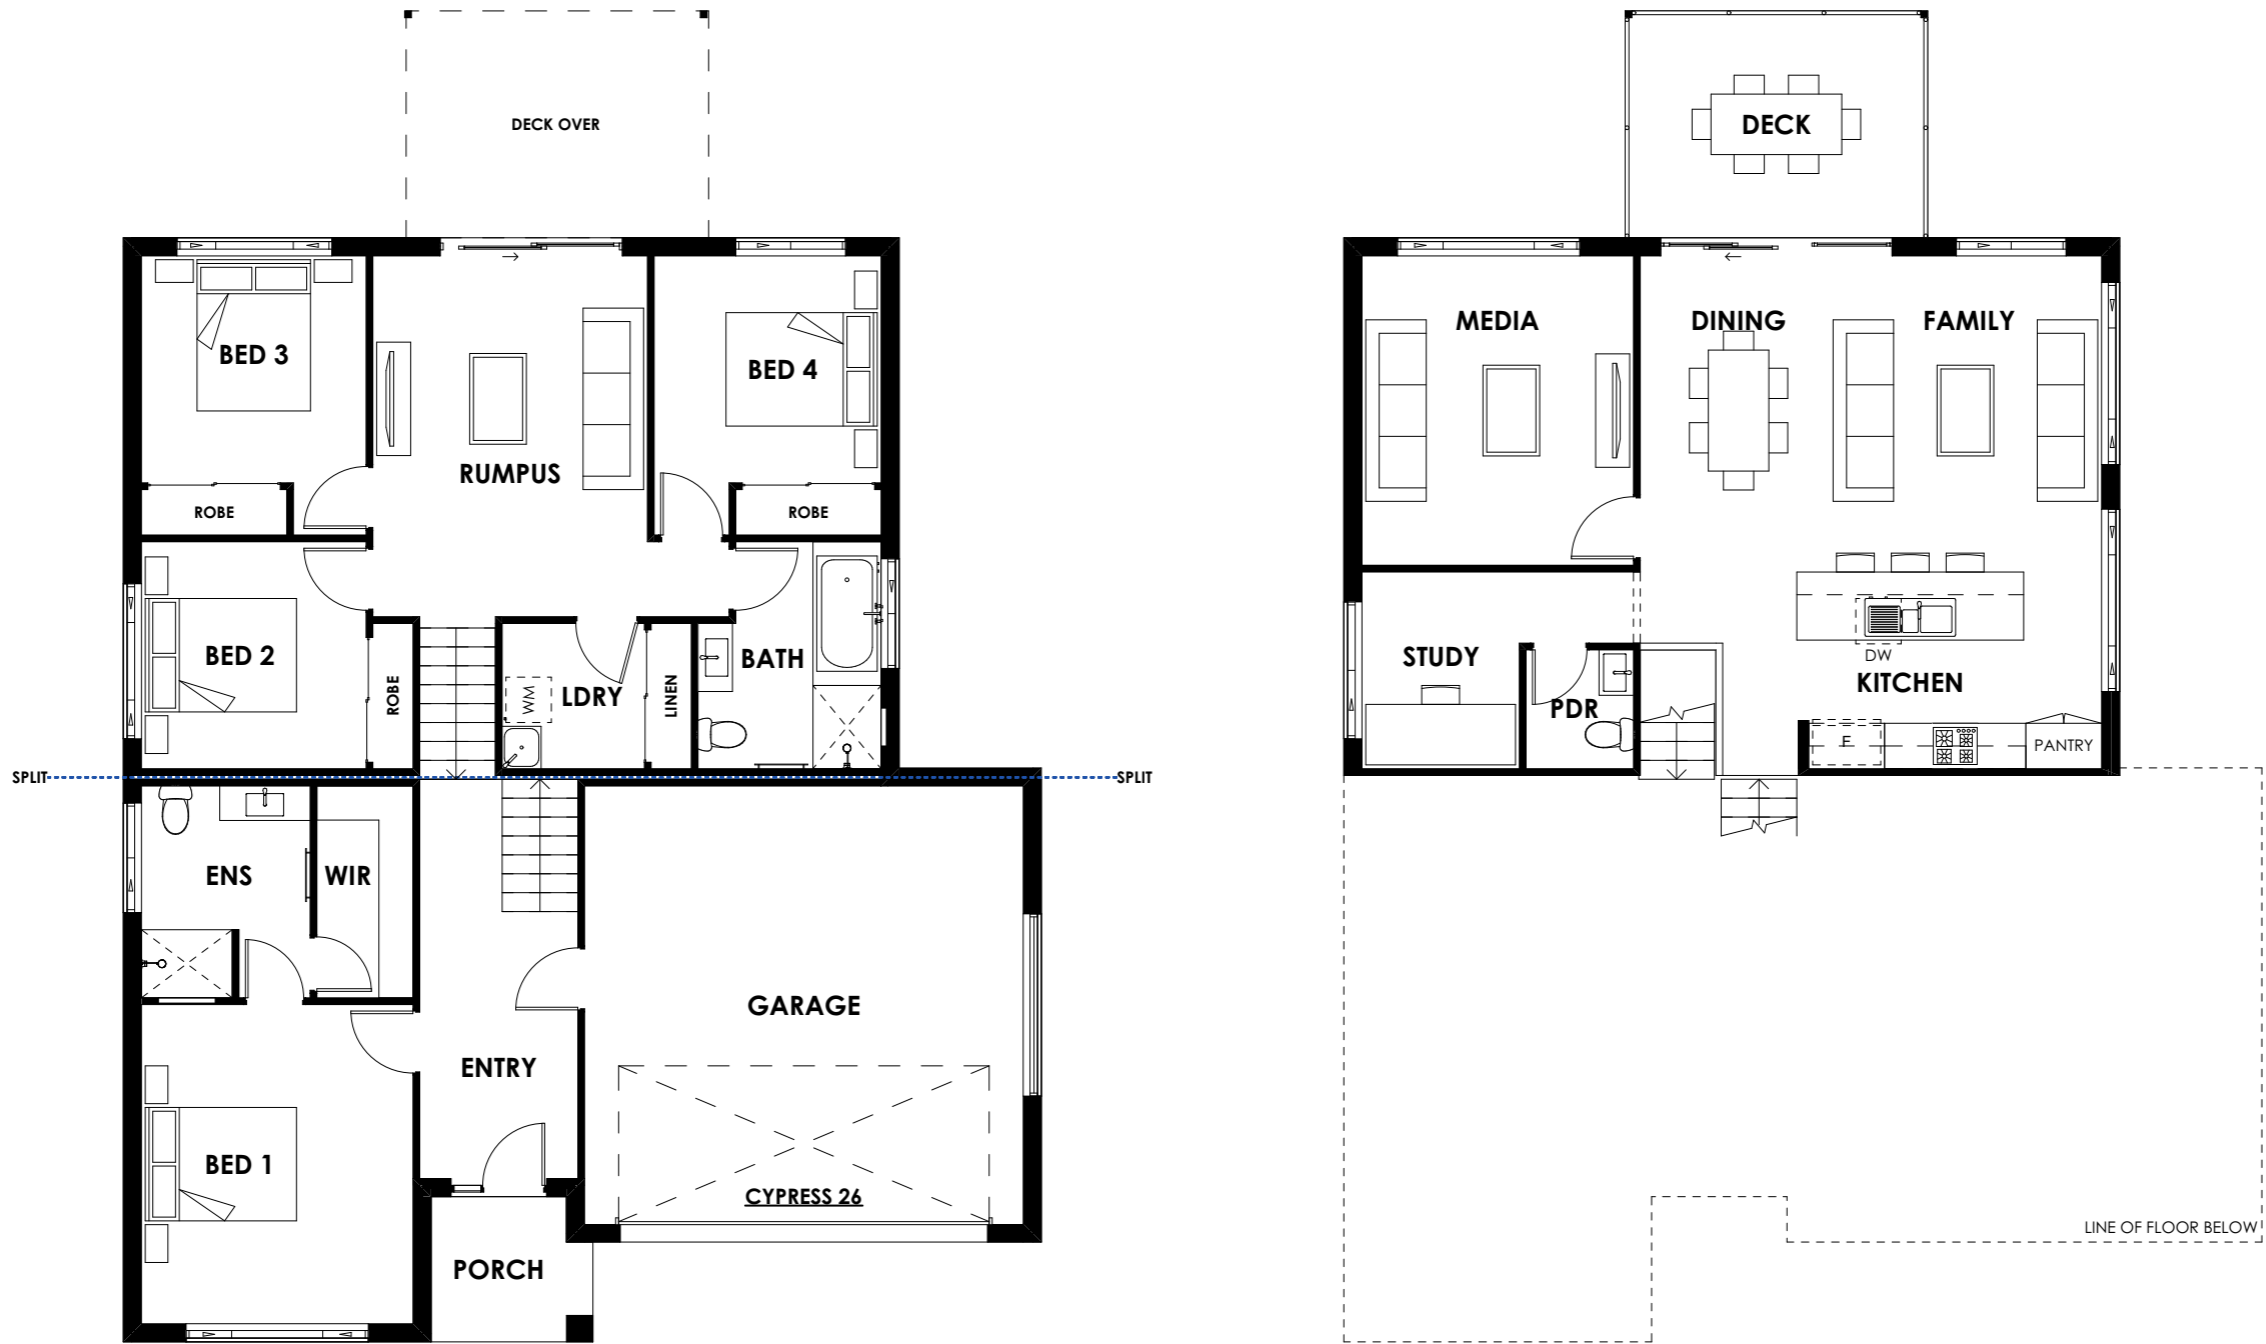 DECK OVER
BED 3
BED 4
RUMPUS
ROBE
ROBE
BED 2
ROBE
WM
LDRY
LINEN
BATH
SPLIT
SPLIT
ENS
WIR
GARAGE
ENTRY
BED 1
CYPRESS 26
PORCH
DECK
MEDIA
DINING
FAMILY
STUDY
DW
KITCHEN
PDR
F
PANTRY
LINE OF FLOOR BELOW